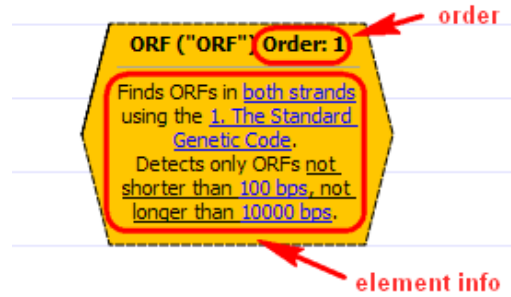 order
ORF ("ORF") Order: 1
Finds ORFs in both strands
using the 1. The Standard
Genetic Code.
Detects only ORFs not
shorter than 100 bps, not
longer than 10000 bps.
element info